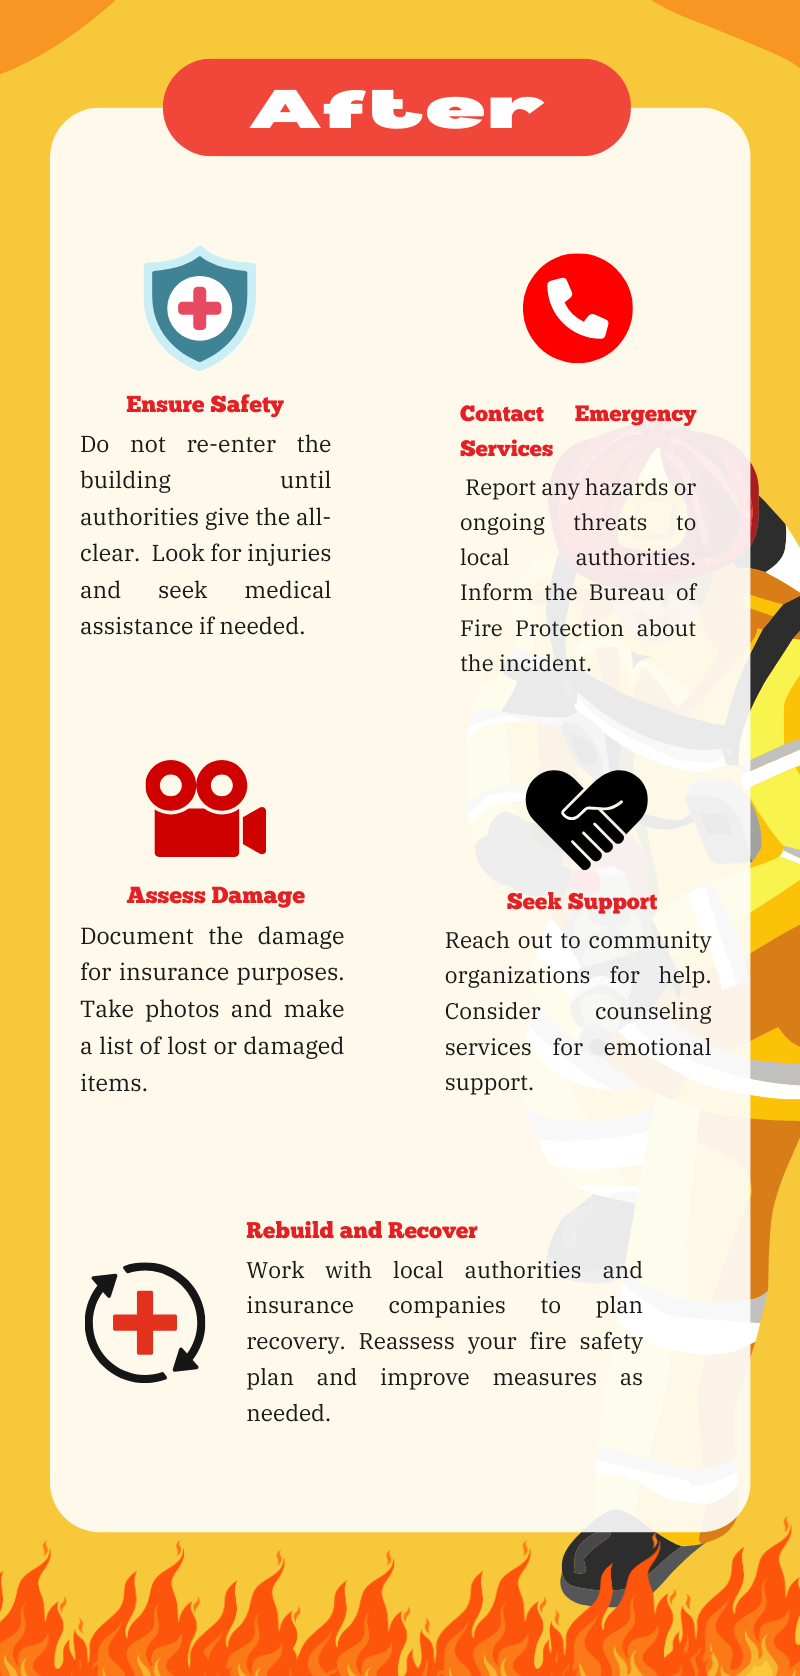 After
Ensure Safety
Do not re-enter the
building until
authorities give the all-
clear. Look for injuries
and seek medical
assistance if needed.
Contact Emergency
Services
Report any hazards or
ongoing threats to
local authorities.
Inform the Bureau of
Fire Protection about
the incident.
Assess Damage
Document the damage
for insurance purposes.
Take photos and make
a list of lost or damaged
items.
Seek Support
Reach out to community
organizations for help.
Consider counseling
services for emotional
support.
Rebuild and Recover
Work with local authorities and
insurance companies to plan
recovery. Reassess your fire safety
plan and improve measures as
needed.